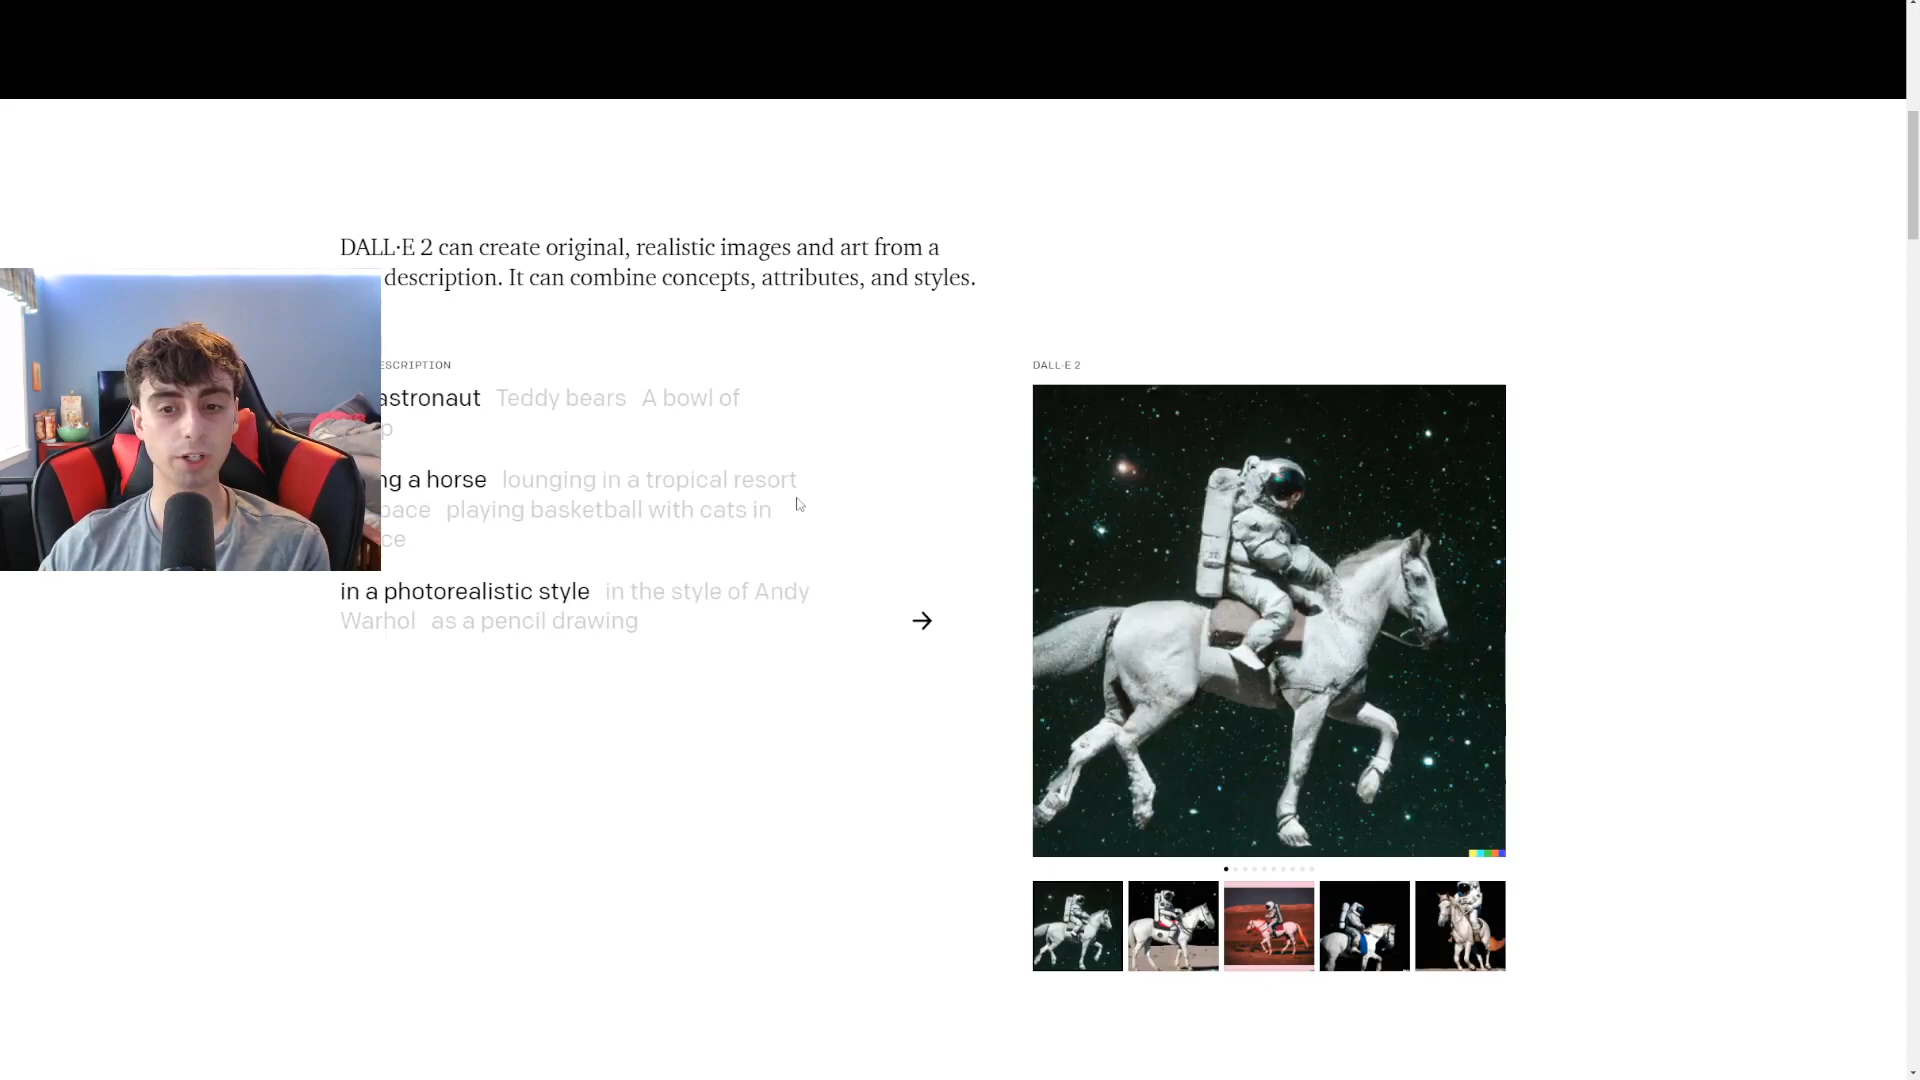 DALL·E 2 can create original, realistic images and art from a
description. It can combine concepts, attributes, and styles.
ESCRIPTION
astronaut Teddy bears A bowl of
p
ng a horse lounging in a tropical resort
pace playing basketball with cats in
ce
in a photorealistic style in the style of Andy
Warhol as a pencil drawing
DALL·E 2